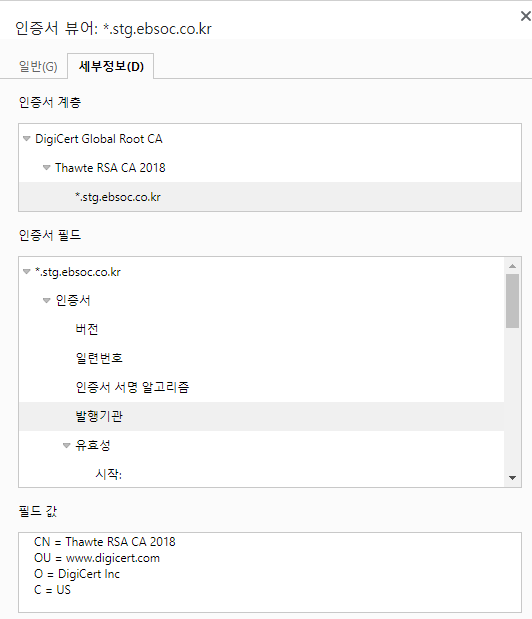 인증서 뷰어: *.stg.ebsoc.co.kr
일반(G) 세부정보(D)
인증서 계층
DigiCert Global Root CA
Thawte RSA CA 2018
*.stg.ebsoc.co.kr
인증서 필드
*.stg.ebsoc.co.kr
인증서
버전
일련번호
인증서 서명 알고리즘
발행기관
유효성
시작:
필드 값
CN = Thawte RSA CA 2018
OU = www.digicert.com
O = DigiCert Inc
C = US